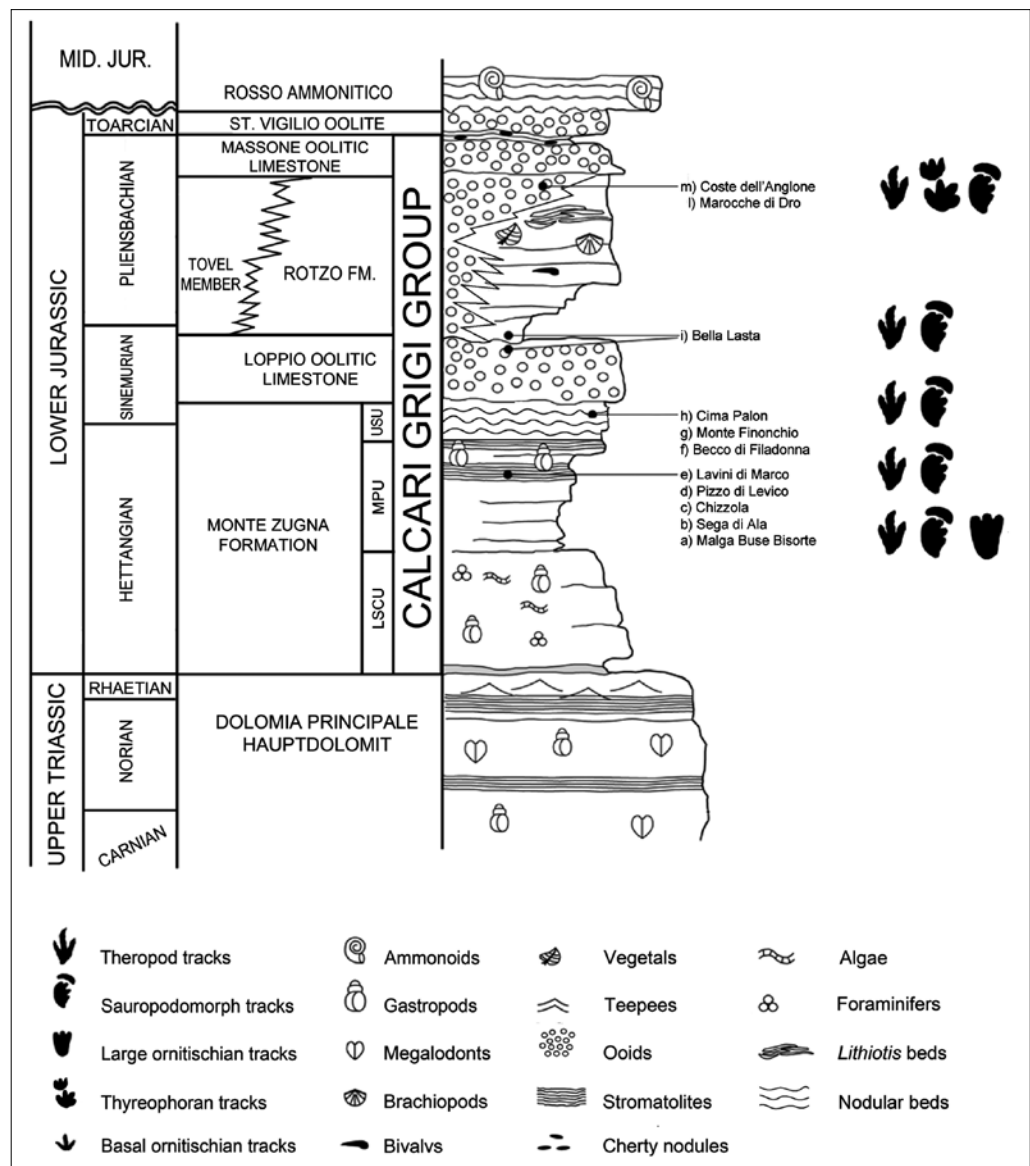 MID. JUR.
LOWER JURASSIC
UPPER TRIASSIC
TOARCIAN
PLIENSBACHIAN
SINEMURIAN
HETTANGIAN
RHAETIAN
NORIAN
CARNIAN
ROSSO AMMONITICO
ST. VIGILIO OOLITE
MASSONE OOLITIC
LIMESTONE
TOVEL
MEMBER
ROTZO FM.
LOPPIO OOLITIC
LIMESTONE
MONTE ZUGNA
FORMATION
USU
MPU
LSCU
DOLOMIA PRINCIPALE
HAUPTDOLOMIT
CALCARI GRIGI GROUP
m) Coste dell'Anglone
l) Marocche di Dro
i) Bella Lasta
h) Cima Palon
g) Monte Finonchio
f) Becco di Filadonna
e) Lavini di Marco
d) Pizzo di Levico
c) Chizzola
b) Sega di Ala
a) Malga Buse Bisorte
Theropod tracks
Sauropodomorph tracks
Large ornitischian tracks
Thyreophoran tracks
Basal ornitischian tracks
Ammonoids
Gastropods
Megalodonts
Brachiopods
Bivalvs
Vegetals
Teepees
Ooids
Stromatolites
Cherty nodules
Algae
Foraminifers
Lithiotis beds
Nodular beds